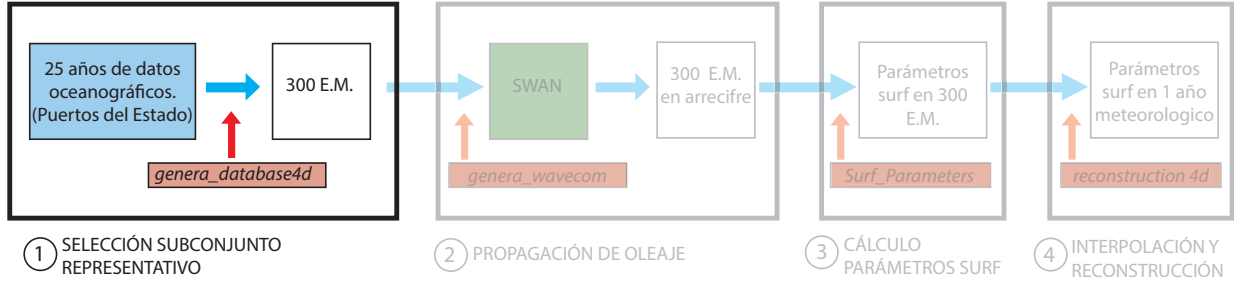 25 años de datos
oceanográficos.
(Puertos del Estado)
300 E.M.
genera_database4d
1
SELECCIÓN SUBCONJUNTO
REPRESENTATIVO
SWAN
300 E.M.
en arrecifre
genera_wavecom
2
PROPAGACIÓN DE OLEAJE
Parámetros
surf en 300
E.M.
Surf_Parameters
3
CÁLCULO
PARÁMETROS SURF
Parámetros
surf en 1 año
meteorologico
reconstruction 4d
4
INTERPOLACIÓN Y
RECONSTRUCCIÓN